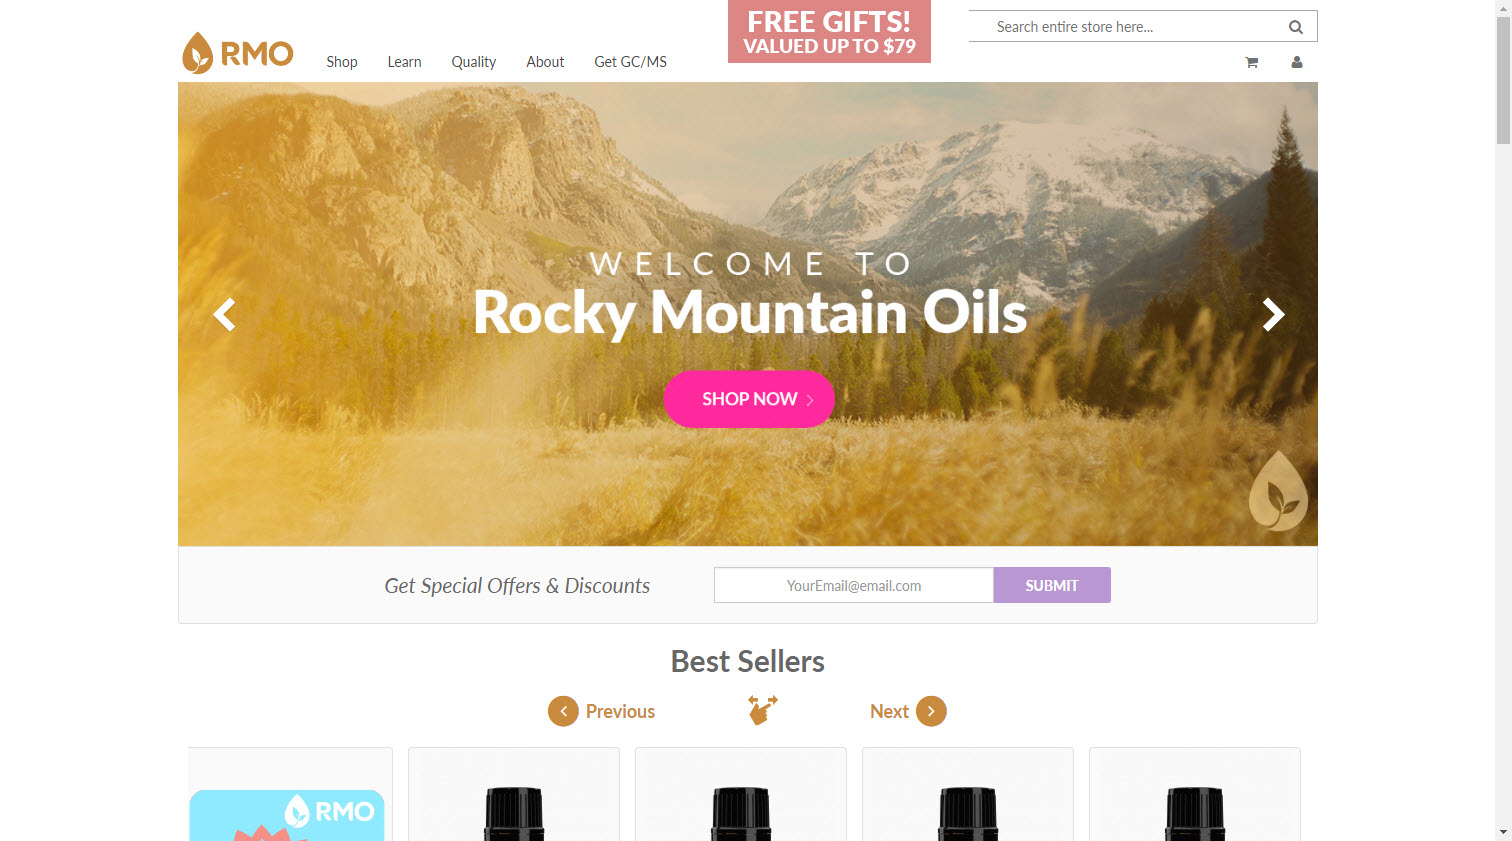 FREE GIFTS!
VALUED UP TO $79
Search entire store here...
RMO
Shop
Learn
Quality
About
Get GC/MS
WELCOME TO
Rocky Mountain Oils
SHOP NOW
Get Special Offers & Discounts
YourEmail@email.com
SUBMIT
Best Sellers
Previous
Next
RMO